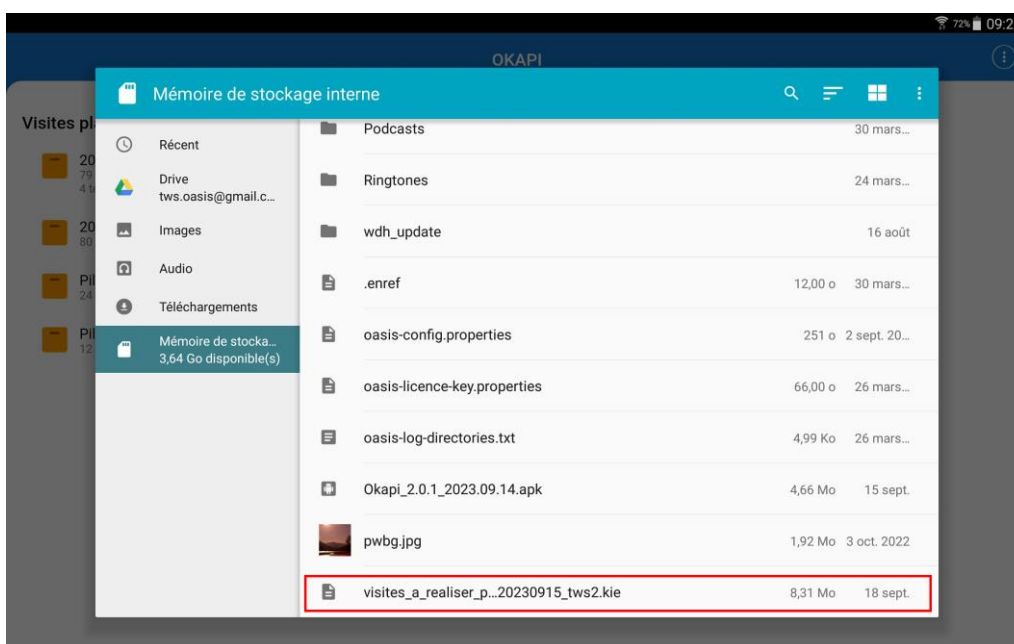 72% 09:2
OKAPI
Mémoire de stockage interne
Visites pl
20
79
4 t
20
80
Pil
24
Pil
12
Récent
Drive
tws.oasis@gmail.c...
Images
Audio
Téléchargements
Mémoire de stocka...
3,64 Go disponible(s)
Podcasts 30 mars...
Ringtones 24 mars...
wdh_update 16 août
.enref 12,00 o 30 mars...
oasis-config.properties 251 o 2 sept. 20...
oasis-licence-key.properties 66,00 o 26 mars...
oasis-log-directories.txt 4,99 Ko 26 mars...
Okapi_2.0.1_2023.09.14.apk 4,66 Mo 15 sept.
pwbg.jpg 1,92 Mo 3 oct. 2022
visites_a_realiser_p...20230915_tws2.kie 8,31 Mo 18 sept.